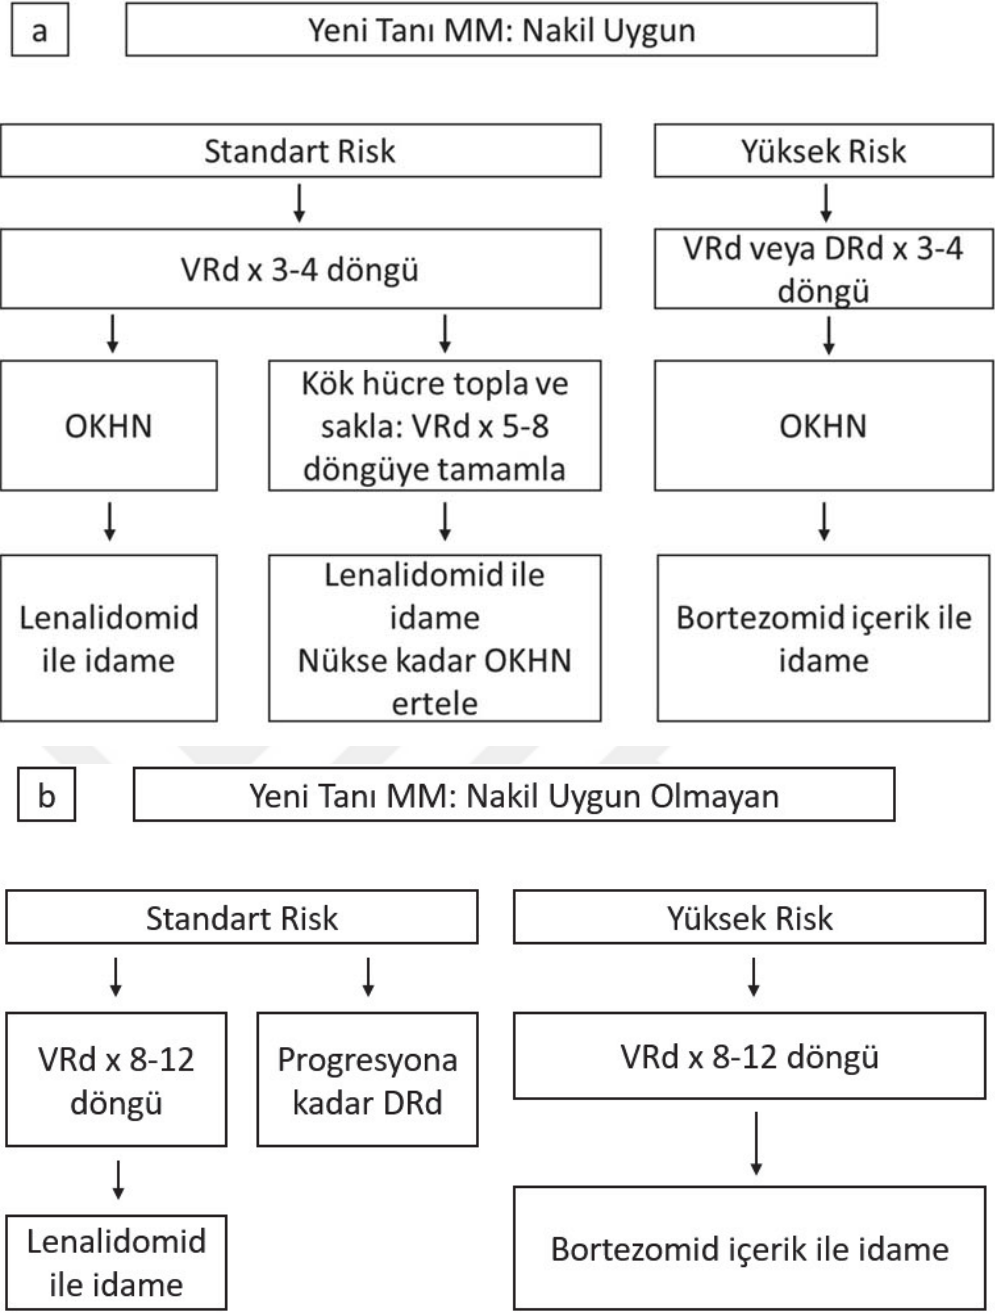 a
Yeni Tanı MM: Nakil Uygun
Standart Risk
Yüksek Risk
VRd x 3-4 döngü
VRd veya DRd x 3-4
döngü
OKHN
Kök hücre topla ve
sakla: VRd x 5-8
döngüye tamamla
OKHN
Lenalidomid
ile idame
Lenalidomid ile
idame
Nükse kadar OKHN
ertele
Bortezomid içerik ile
idame
b
Yeni Tanı MM: Nakil Uygun Olmayan
Standart Risk
Yüksek Risk
VRd x 8-12
döngü
Progresyona
kadar DRd
VRd x 8-12 döngü
Lenalidomid
ile idame
Bortezomid içerik ile idame